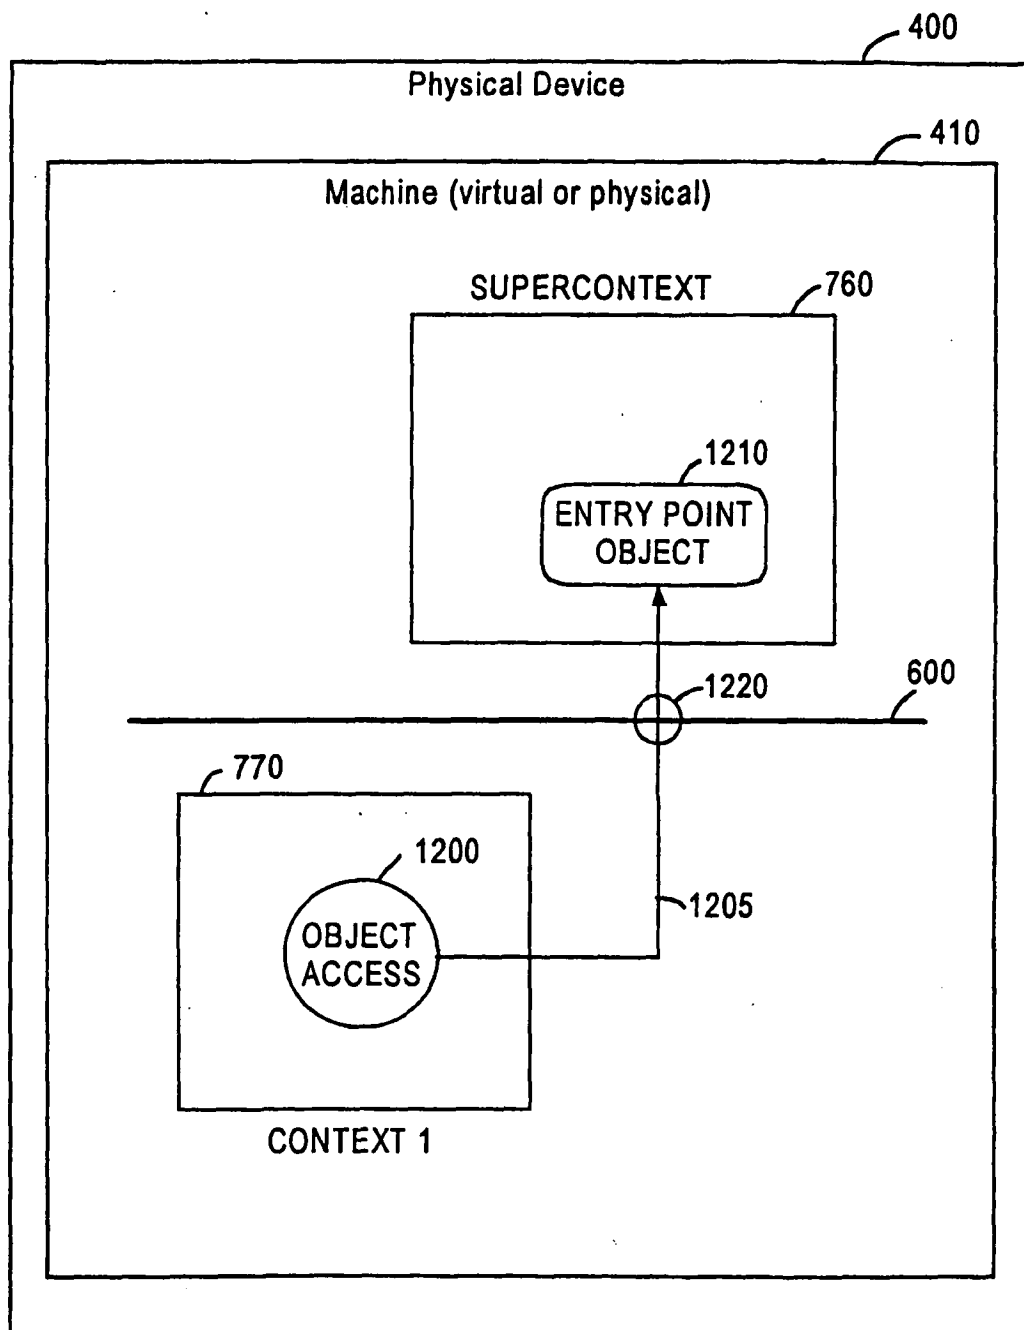 400
Physical Device
410
Machine (virtual or physical)
SUPERCONTEXT
760
1210
ENTRY POINT
OBJECT
1220
600
770
1200
OBJECT
ACCESS
1205
CONTEXT 1